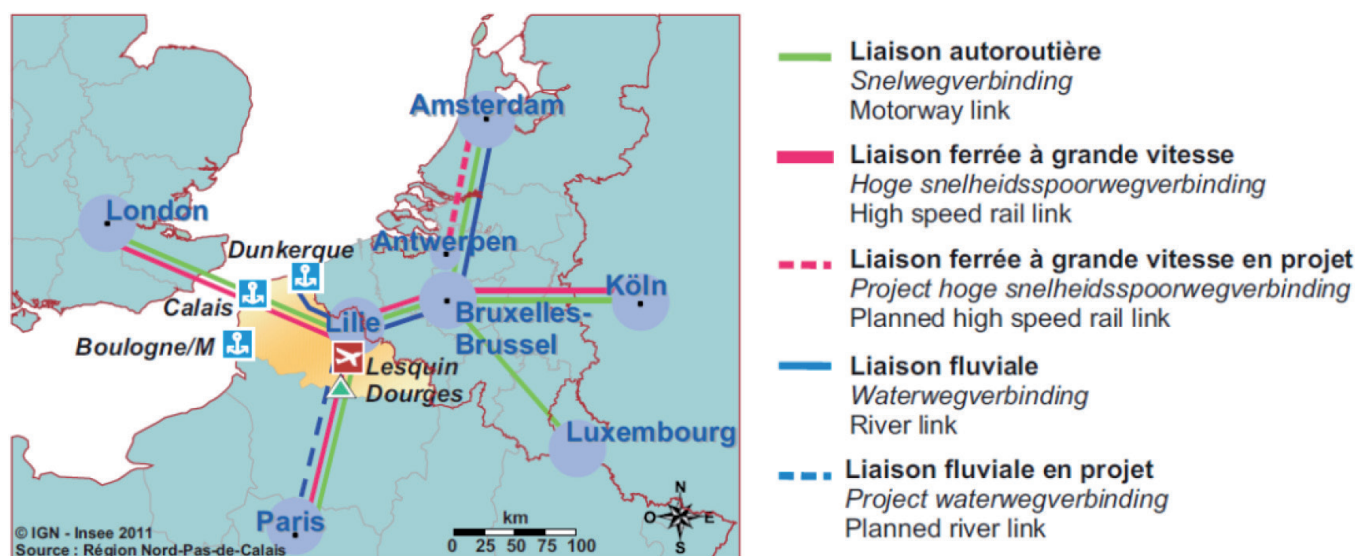 Amsterdam
London
Antwerpen
Dunkerque
Köln
Calais
Lille
Bruxelles-
Brussel
Boulogne/M
Lesquin
Dourges
Luxembourg
Paris
© IGN - Insee 2011
Source : Région Nord-Pas-de-Calais
km
0 25 50 75 100
N
O E
S
Liaison autoroutière
Snelwegverbinding
Motorway link
Liaison ferrée à grande vitesse
Hoge snelheidsspoorwegverbinding
High speed rail link
Liaison ferrée à grande vitesse en projet
Project hoge snelheidsspoorwegverbinding
Planned high speed rail link
Liaison fluviale
Waterwegverbinding
River link
Liaison fluviale en projet
Project waterwegverbinding
Planned river link